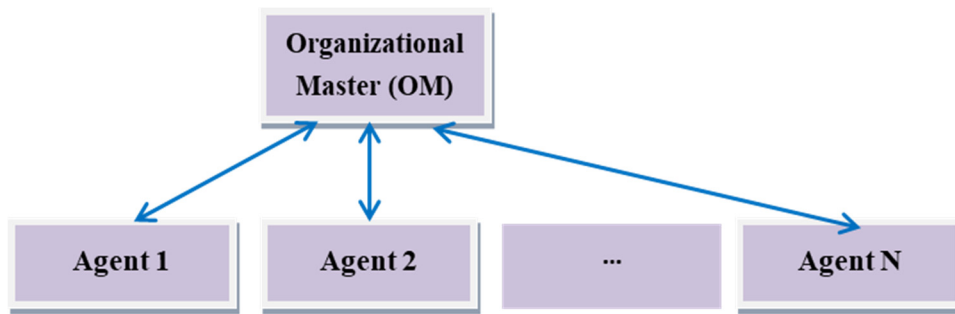 Organizational
Master (OM)
Agent 1
Agent 2
...
Agent N